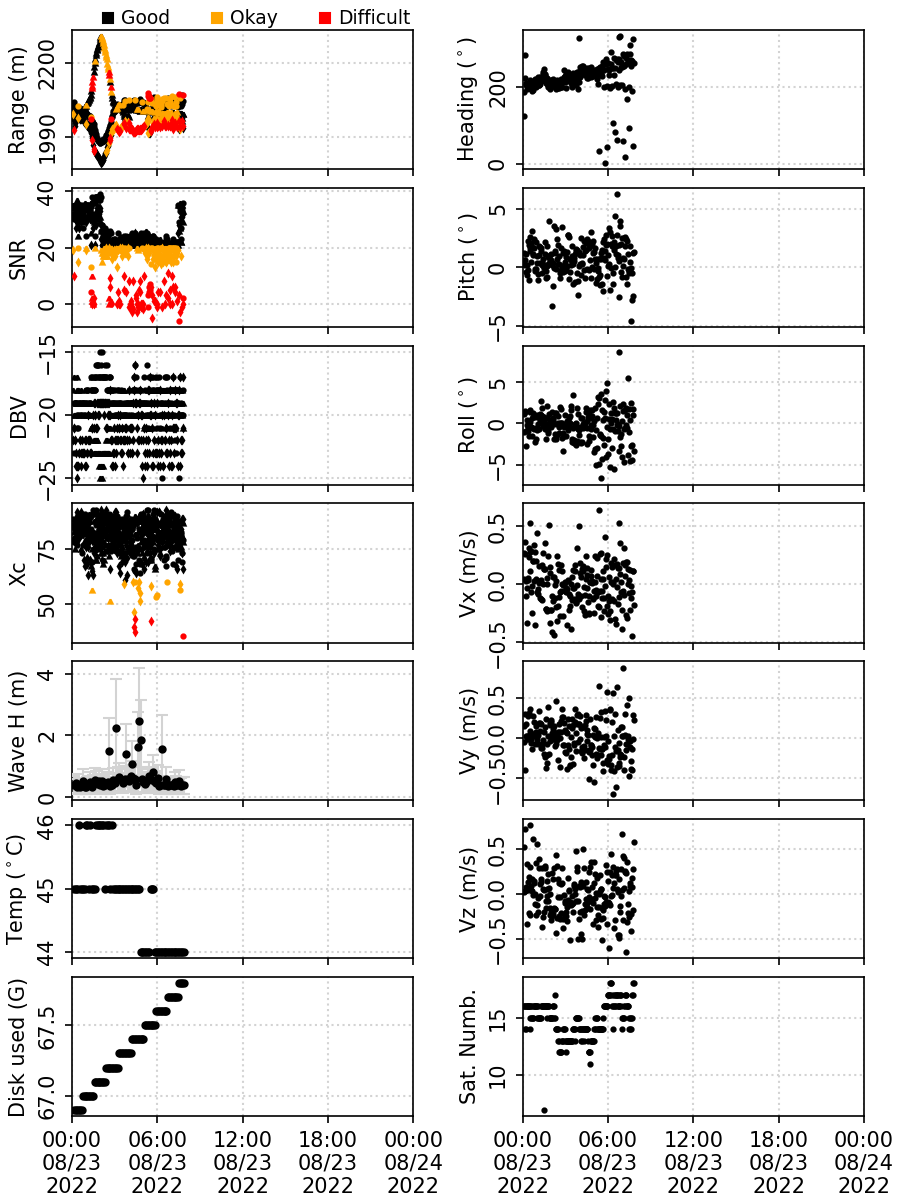 Good Okay Difficult
Range (m)
2200
1990
Heading (°)
200
0
SNR
40
20
0
Pitch (°)
5
0
−5
DBV
−15
−20
−25
Roll (°)
5
0
−5
Xc
75
50
Vx (m/s)
0.5
0.0
−0.5
Wave H (m)
4
2
0
Vy (m/s)
0.5
0.0
−0.5
Temp (°C)
46
45
44
Vz (m/s)
0.5
0.0
−0.5
Disk used (G)
67.5
67.0
Sat. Numb.
15
10
00:00 06:00 12:00 18:00 00:00
08/23 08/23 08/23 08/23 08/24
2022 2022 2022 2022 2022
00:00 06:00 12:00 18:00 00:00
08/23 08/23 08/23 08/23 08/24
2022 2022 2022 2022 2022